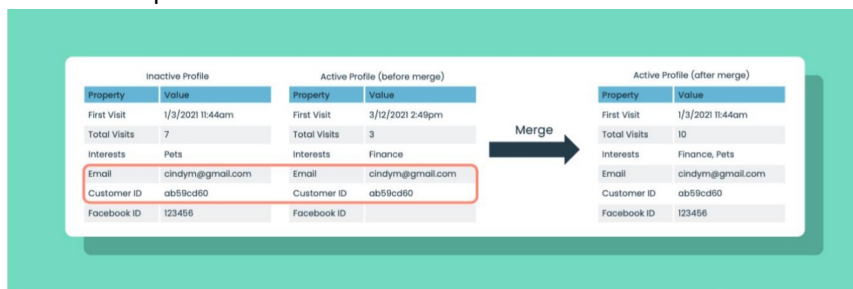 Inactive Profile
Property Value
First Visit 1/3/2021 11:44am
Total Visits 7
Interests Pets
Email cindym@gmail.com
Customer ID ab59cd60
Facebook ID 123456
Active Profile (before merge)
Property Value
First Visit 3/12/2021 2:49pm
Total Visits 3
Interests Finance
Email cindym@gmail.com
Customer ID ab59cd60
Facebook ID
Merge
Active Profile (after merge)
Property Value
First Visit 1/3/2021 11:44am
Total Visits 10
Interests Finance, Pets
Email cindym@gmail.com
Customer ID ab59cd60
Facebook ID 123456